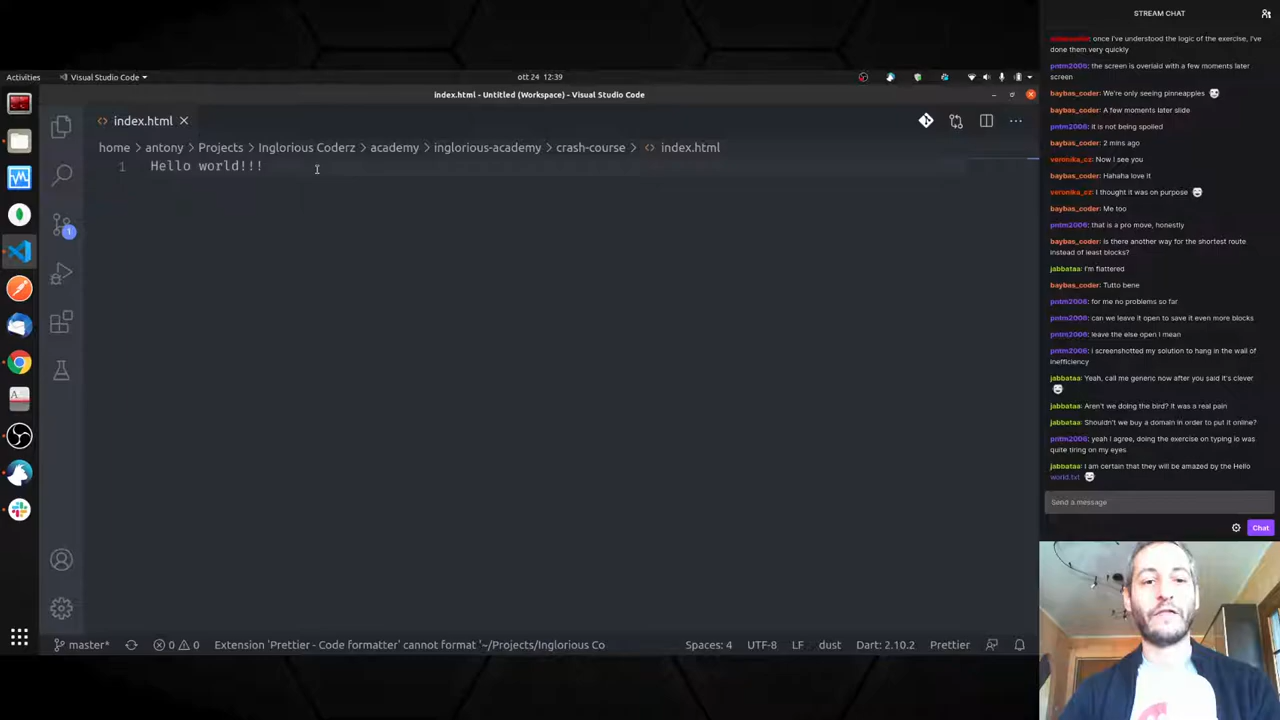 Activities
Visual Studio Code
ott 24 12:39
index.html - Untitled (Workspace) - Visual Studio Code
index.html
home > antony > Projects > Inglorious Coderz > academy > inglorious-academy > crash-course > index.html
1 Hello world!!!
1
master*
0 0
Extension 'Prettier - Code formatter' cannot format '~/Projects/Inglorious Co
Spaces: 4
UTF-8
LF
dust
Dart: 2.10.2
Prettier
STREAM CHAT
: once I've understood the logic of the exercise, I've
done them very quickly
pntm2006: the screen is overlaid with a few moments later
screen
baybas_coder: We're only seeing pinneapples
baybas_coder: A few moments later slide
pntm2006: it is not being spoiled
baybas_coder: 2 mins ago
veronika_cz: Now I see you
baybas_coder: Hahaha love it
veronika_cz: I thought it was on purpose
baybas_coder: Me too
pntm2006: that is a pro move, honestly
baybas_coder: is there another way for the shortest route
instead of least blocks?
jabbataa: I'm flattered
baybas_coder: Tutto bene
pntm2006: for me no problems so far
pntm2006: can we leave it open to save it even more blocks
pntm2006: leave the else open I mean
pntm2006: i screenshotted my solution to hang in the wall of
inefficiency
jabbataa: Yeah, call me generic now after you said it's clever
jabbataa: Aren't we doing the bird? It was a real pain
jabbataa: Shouldn't we buy a domain in order to put it online?
pntm2006: yeah I agree, doing the exercise on typing io was
quite tiring on my eyes
jabbataa: I am certain that they will be amazed by the Hello
world.txt
Send a message
Chat